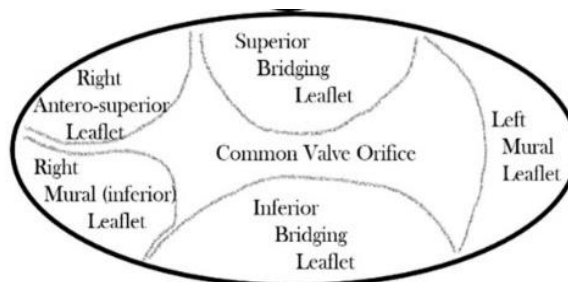 Superior
Bridging
Leaflet
Right
Antero-superior
Leaflet
Left
Mural
Leaflet
Common Valve Orifice
Right
Mural (inferior)
Leaflet
Inferior
Bridging
Leaflet